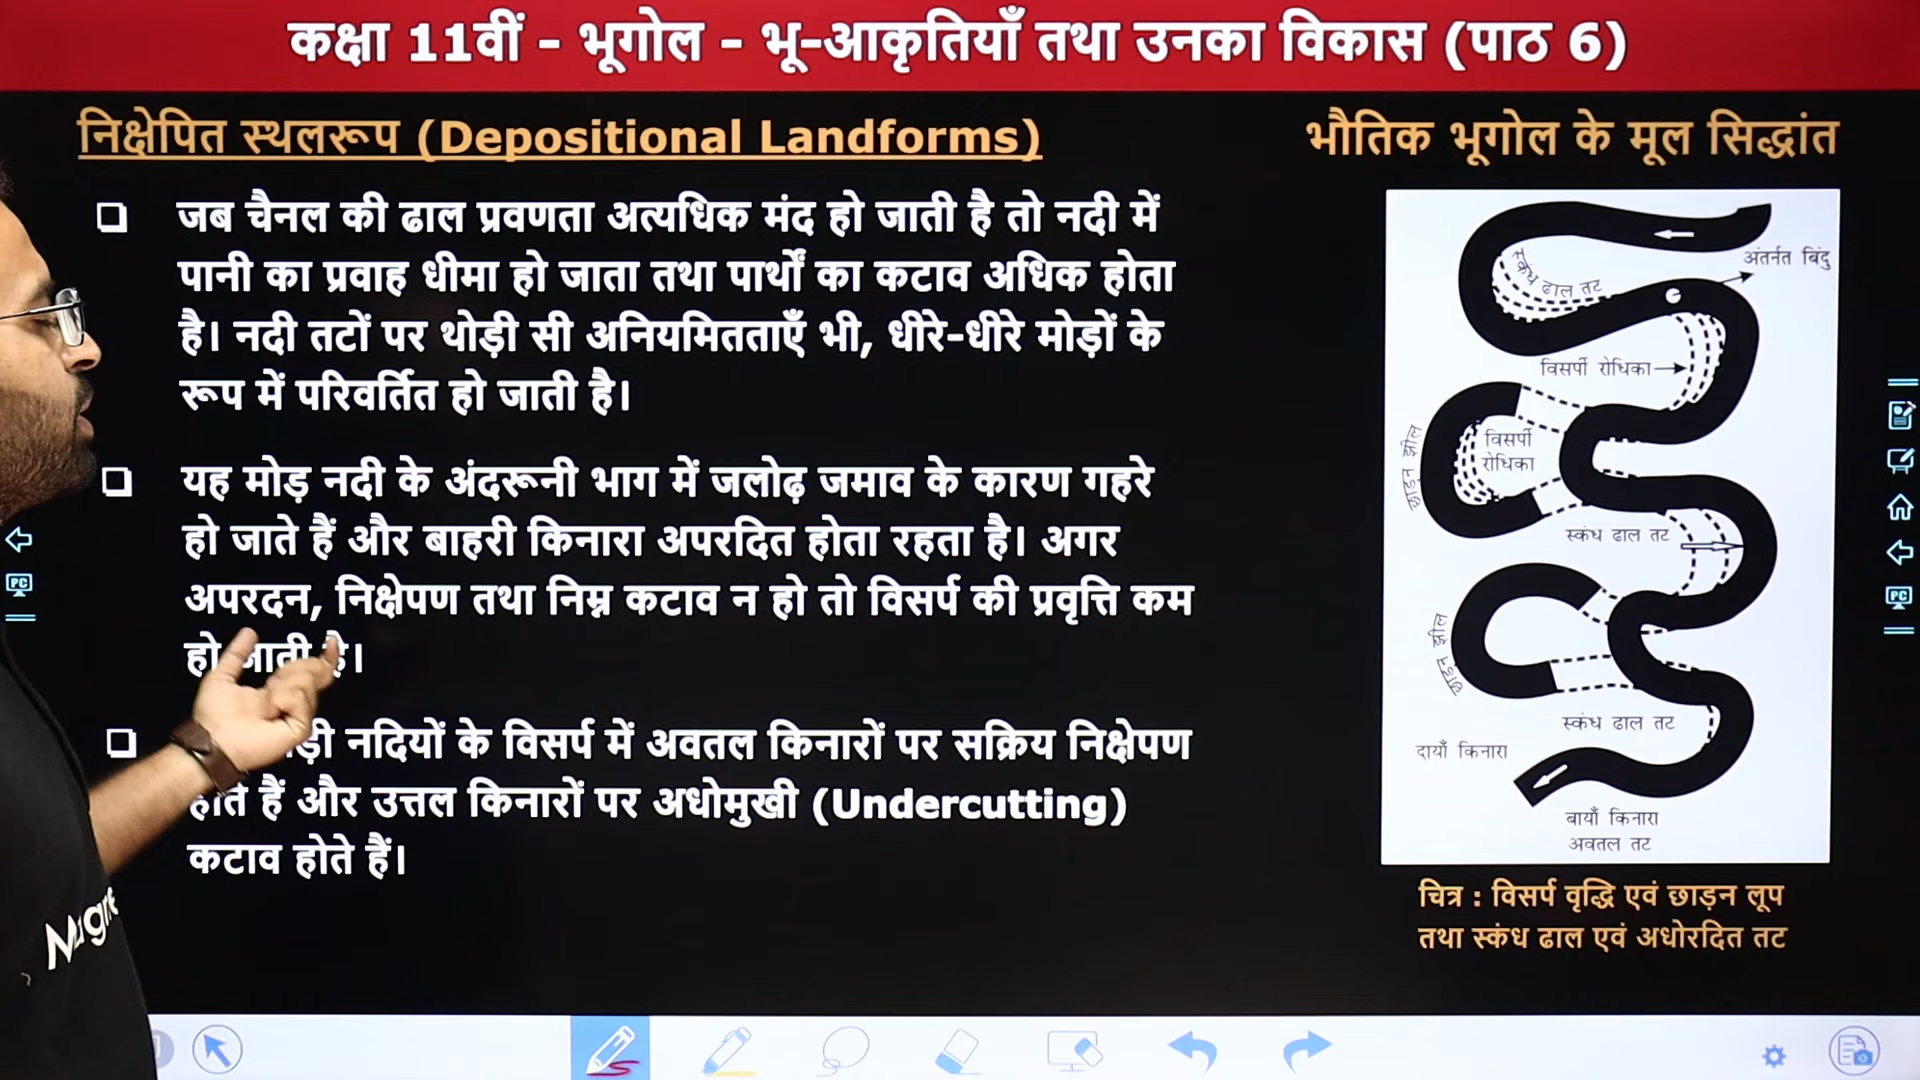 कक्षा 11वीं - भूगोल - भू-आकृतियाँ तथा उनका विकास (पाठ 6)
निक्षेपित स्थलरूप (Depositional Landforms)
भौतिक भूगोल के मूल सिद्धांत
जब चैनल की ढाल प्रवणता अत्यधिक मंद हो जाती है तो नदी में
पानी का प्रवाह धीमा हो जाता तथा पार्थों का कटाव अधिक होता
है। नदी तटों पर थोड़ी सी अनियमितताएँ भी, धीरे-धीरे मोड़ों के
रूप में परिवर्तित हो जाती है।
यह मोड़ नदी के अंदरूनी भाग में जलोढ़ जमाव के कारण गहरे
हो जाते हैं और बाहरी किनारा अपरदित होता रहता है। अगर
अपरदन, निक्षेपण तथा निम्न कटाव न हो तो विसर्प की प्रवृत्ति कम
हो जाती है।
नदियों के विसर्प में अवतल किनारों पर सक्रिय निक्षेपण
होते हैं और उत्तल किनारों पर अधोमुखी (Undercutting)
कटाव होते हैं।
स्कंध ढाल तट
अंतर्नत बिंदु
विसर्पी रोधिका
छाड़न झील
विसर्पी
रोधिका
स्कंध ढाल तट
छाड़न झील
स्कंध ढाल तट
दायाँ किनारा
बायाँ किनारा
अवतल तट
चित्र : विसर्प वृद्धि एवं छाड़न लूप
तथा स्कंध ढाल एवं अधोरदित तट
PC
PC